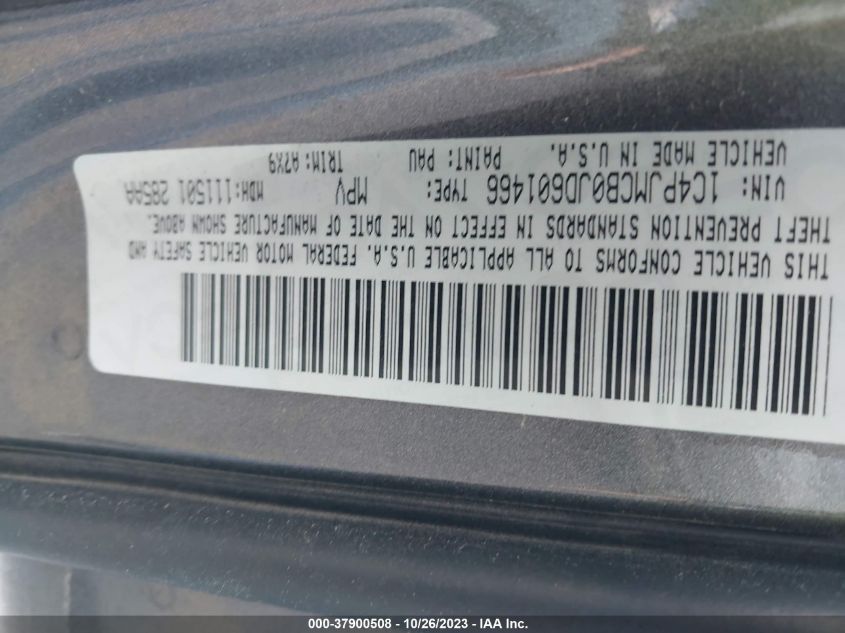 THIS VEHICLE CONFORMS TO ALL APPLICABLE U.S.A. FEDERAL MOTOR VEHICLE SAFETY AND
THEFT PREVENTION STANDARDS IN EFFECT ON THE DATE OF MANUFACTURE SHOWN ABOVE.
VIN: 1C4PJMCB0JD601466 TYPE: MPV MDH:111501 285AA
VEHICLE MADE IN U.S.A. PAINT: PAU TRIM: A7X9
000-37900508 - 10/26/2023 - IAA Inc.